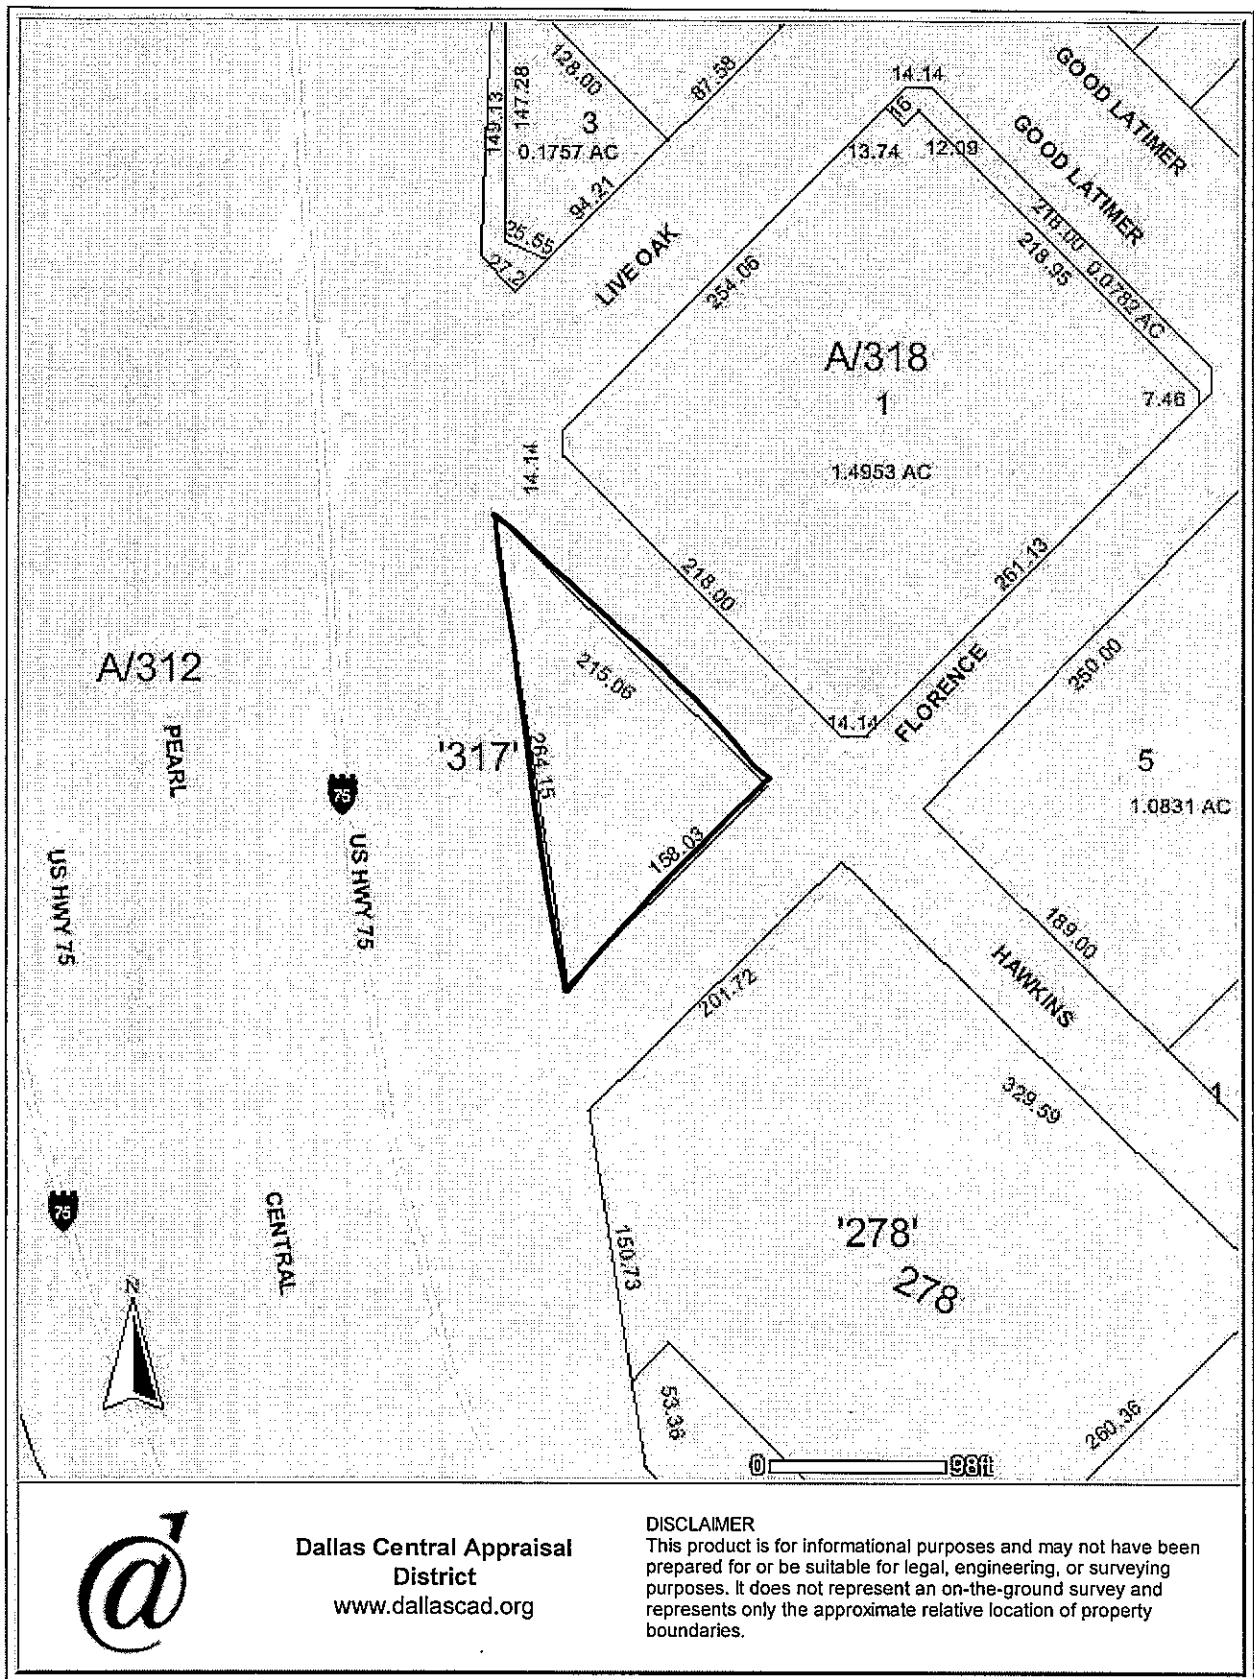 128.00
87.58
149.13
147.28
3
0.1757 AC
94.21
25.55
27.2
LIVE OAK
14.14
16
13.74
12.09
GOOD LATIMER
GOOD LATIMER
218.00
0.0782 AC
218.95
254.06
A/318
1
7.46
1.4953 AC
14.14
218.00
261.13
215.06
A/312
PEARL
'317'
264.15
75
US HWY 75
US HWY 75
14.14
FLORENCE
250.00
5
1.0831 AC
158.03
189.00
HAWKINS
201.72
329.59
75
CENTRAL
150.73
'278'
278
N
53.36
260.36
0
98ft
@
Dallas Central Appraisal
District
www.dallascad.org
DISCLAIMER
This product is for informational purposes and may not have been
prepared for or be suitable for legal, engineering, or surveying
purposes. It does not represent an on-the-ground survey and
represents only the approximate relative location of property
boundaries.